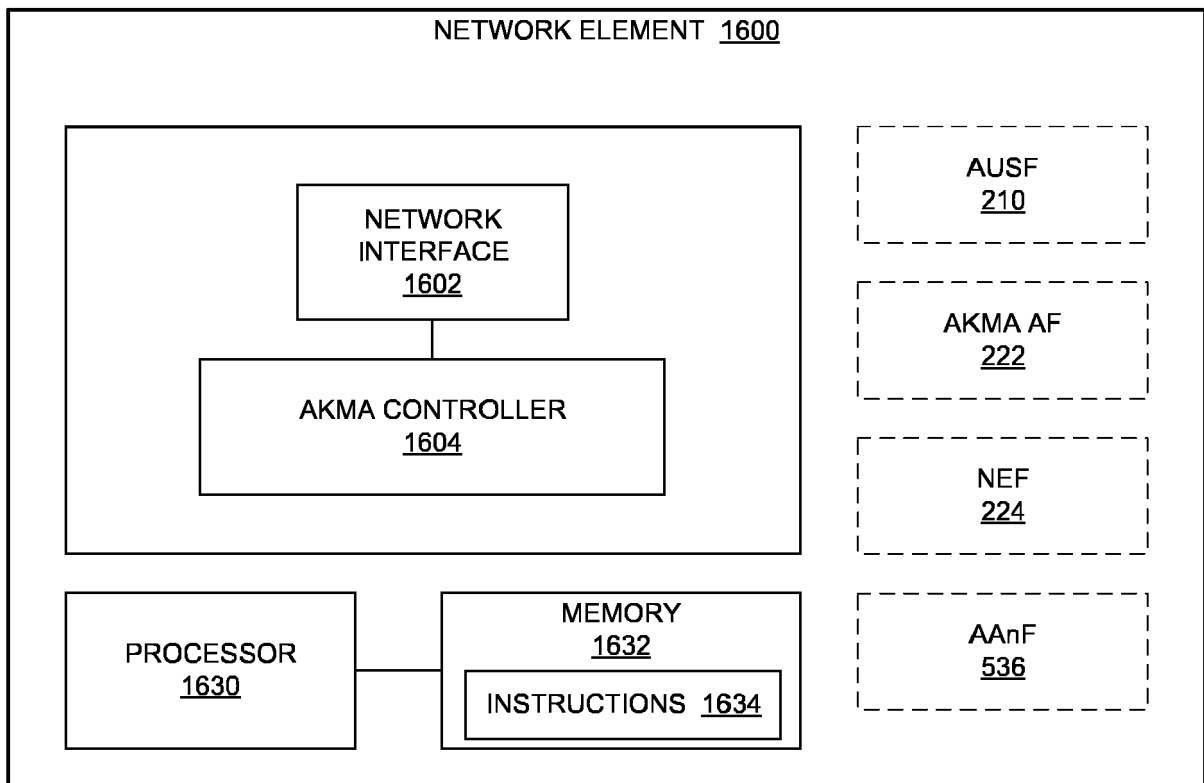 NETWORK ELEMENT 1600
NETWORK
INTERFACE
1602
AKMA CONTROLLER
1604
PROCESSOR
1630
MEMORY
1632
INSTRUCTIONS 1634
AUSF
210
AKMA AF
222
NEF
224
AAnF
536